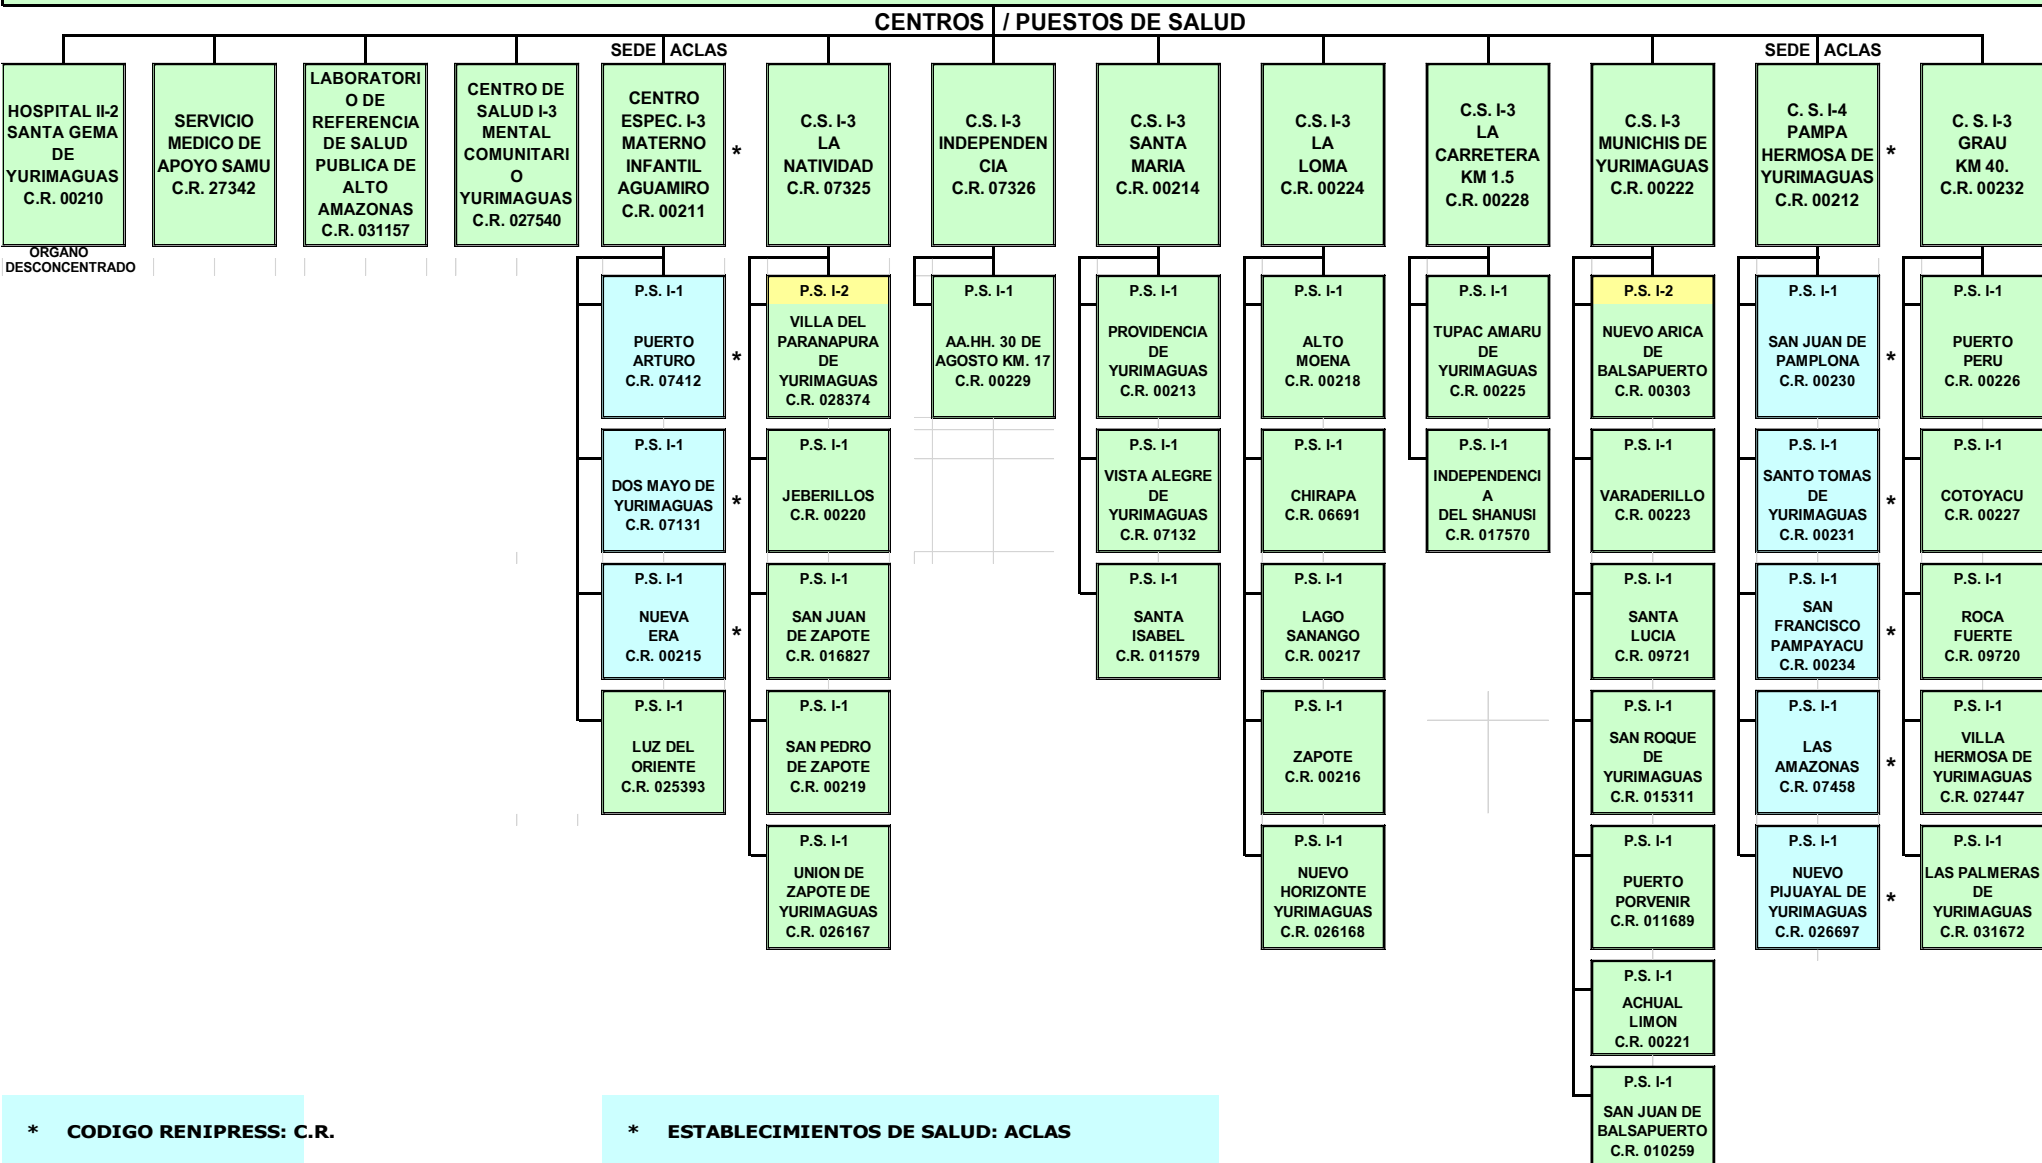 CENTROS / PUESTOS DE SALUD
SEDE ACLAS
SEDE ACLAS
HOSPITAL II-2
SANTA GEMA
DE
YURIMAGUAS
C.R. 00210
ORGANO
DESCONCENTRADO
SERVICIO
MEDICO DE
APOYO SAMU
C.R. 27342
LABORATORI
O DE
REFERENCIA
DE SALUD
PUBLICA DE
ALTO
AMAZONAS
C.R. 031157
CENTRO DE
SALUD I-3
MENTAL
COMUNITARI
O
YURIMAGUAS
C.R. 027540
CENTRO
ESPEC. I-3
MATERNO
INFANTIL
AGUAMIRO
C.R. 00211
*
C.S. I-3
LA
NATIVIDAD
C.R. 07325
C.S. I-3
INDEPENDEN
CIA
C.R. 07326
C.S. I-3
SANTA
MARIA
C.R. 00214
C.S. I-3
LA
LOMA
C.R. 00224
C.S. I-3
LA
CARRETERA
KM 1.5
C.R. 00228
C.S. I-3
MUNICHIS DE
YURIMAGUAS
C.R. 00222
C. S. I-4
PAMPA
HERMOSA DE
YURIMAGUAS
C.R. 00212
*
C. S. I-3
GRAU
KM 40.
C.R. 00232
P.S. I-1
PUERTO
ARTURO
C.R. 07412
*
P.S. I-2
VILLA DEL
PARANAPURA
DE
YURIMAGUAS
C.R. 028374
P.S. I-1
AA.HH. 30 DE
AGOSTO KM. 17
C.R. 00229
P.S. I-1
PROVIDENCIA
DE
YURIMAGUAS
C.R. 00213
P.S. I-1
ALTO
MOENA
C.R. 00218
P.S. I-1
TUPAC AMARU
DE
YURIMAGUAS
C.R. 00225
P.S. I-2
NUEVO ARICA
DE
BALSAPUERTO
C.R. 00303
P.S. I-1
SAN JUAN DE
PAMPLONA
C.R. 00230
*
P.S. I-1
PUERTO
PERU
C.R. 00226
P.S. I-1
DOS MAYO DE
YURIMAGUAS
C.R. 07131
*
P.S. I-1
JEBERILLOS
C.R. 00220
P.S. I-1
VISTA ALEGRE
DE
YURIMAGUAS
C.R. 07132
P.S. I-1
CHIRAPA
C.R. 06691
P.S. I-1
INDEPENDENCI
A
DEL SHANUSI
C.R. 017570
P.S. I-1
VARADERILLO
C.R. 00223
P.S. I-1
SANTO TOMAS
DE
YURIMAGUAS
C.R. 00231
*
P.S. I-1
COTOYACU
C.R. 00227
P.S. I-1
NUEVA
ERA
C.R. 00215
*
P.S. I-1
SAN JUAN
DE ZAPOTE
C.R. 016827
P.S. I-1
SANTA
ISABEL
C.R. 011579
P.S. I-1
LAGO
SANANGO
C.R. 00217
P.S. I-1
SANTA
LUCIA
C.R. 09721
P.S. I-1
SAN
FRANCISCO
PAMPAYACU
C.R. 00234
*
P.S. I-1
ROCA
FUERTE
C.R. 09720
P.S. I-1
LUZ DEL
ORIENTE
C.R. 025393
P.S. I-1
SAN PEDRO
DE ZAPOTE
C.R. 00219
P.S. I-1
ZAPOTE
C.R. 00216
P.S. I-1
SAN ROQUE
DE
YURIMAGUAS
C.R. 015311
P.S. I-1
LAS
AMAZONAS
C.R. 07458
*
P.S. I-1
VILLA
HERMOSA DE
YURIMAGUAS
C.R. 027447
P.S. I-1
UNION DE
ZAPOTE DE
YURIMAGUAS
C.R. 026167
P.S. I-1
NUEVO
HORIZONTE
YURIMAGUAS
C.R. 026168
P.S. I-1
PUERTO
PORVENIR
C.R. 011689
P.S. I-1
NUEVO
PIJUAYAL DE
YURIMAGUAS
C.R. 026697
*
P.S. I-1
LAS PALMERAS
DE
YURIMAGUAS
C.R. 031672
P.S. I-1
ACHUAL
LIMON
C.R. 00221
P.S. I-1
SAN JUAN DE
BALSAPUERTO
C.R. 010259
* CODIGO RENIPRESS: C.R.
* ESTABLECIMIENTOS DE SALUD: ACLAS